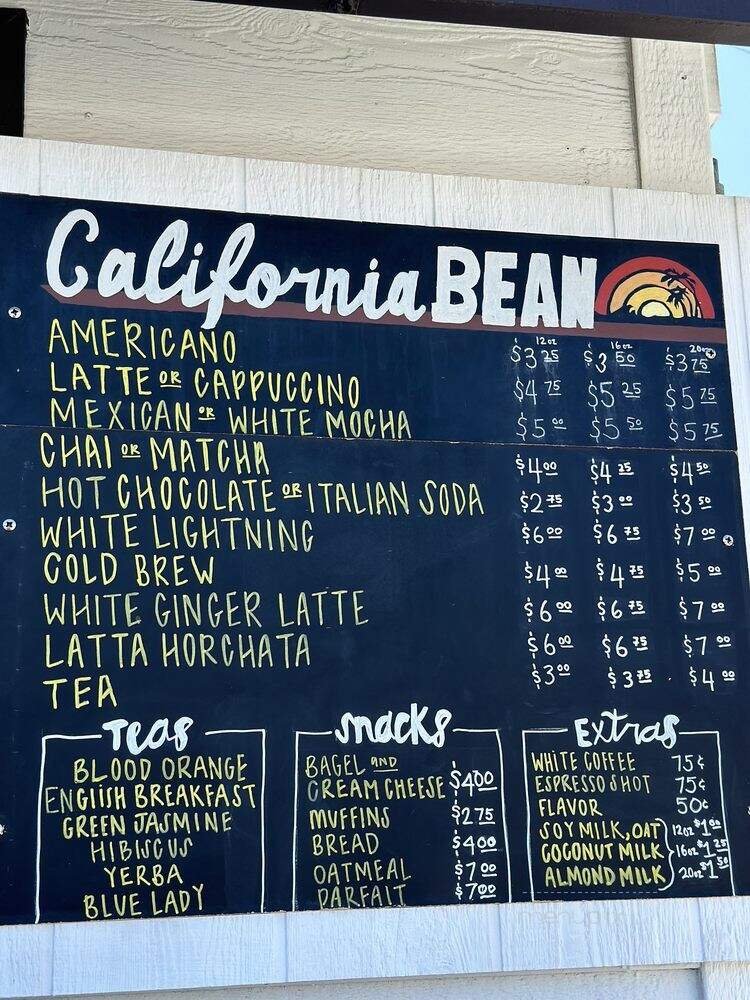 California BEAN
12oz 16oz 20oz
AMERICANO $3.25 $3.50 $3.75
LATTE OR CAPPUCCINO $4.75 $5.25 $5.75
MEXICAN OR WHITE MOCHA $5.00 $5.50 $5.75
CHAI OR MATCHA $4.00 $4.25 $4.50
HOT CHOCOLATE OR ITALIAN SODA $2.75 $3.00 $3.50
WHITE LIGHTNING $6.00 $6.75 $7.00
COLD BREW $4.00 $4.75 $5.00
WHITE GINGER LATTE $6.00 $6.75 $7.00
LATTA HORCHATA $6.00 $6.75 $7.00
TEA $3.00 $3.75 $4.00
Teas
BLOOD ORANGE
ENGLISH BREAKFAST
GREEN JASMINE
HIBISCUS
YERBA
BLUE LADY
snacks
BAGEL AND
CREAM CHEESE $4.00
MUFFINS $2.75
BREAD $4.00
OATMEAL $7.00
PARFAIT $7.00
Extras
WHITE COFFEE 75¢
ESPRESSO SHOT 75¢
FLAVOR 50¢
SOY MILK, OAT 12oz $1.00
COCONUT MILK 16oz $1.25
ALMOND MILK 20oz $1.50